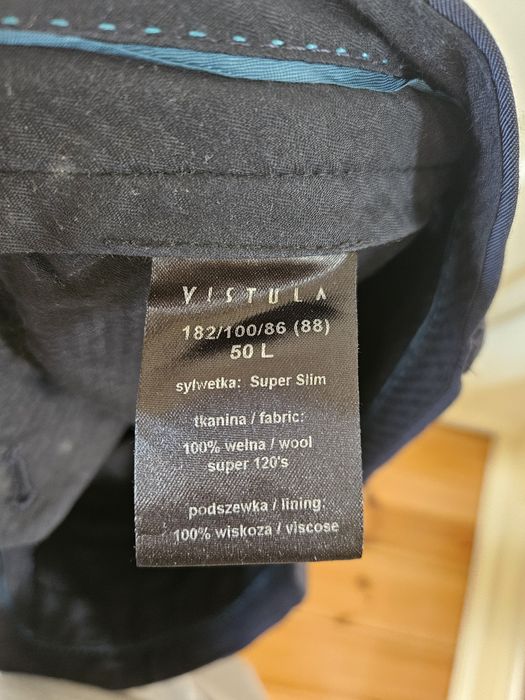 VISTULA
182/100/86 (88)
50 L
sylwetka: Super Slim
tkanina / fabric:
100% wełna / wool
super 120's
podszewka / lining:
100% wiskoza / viscose